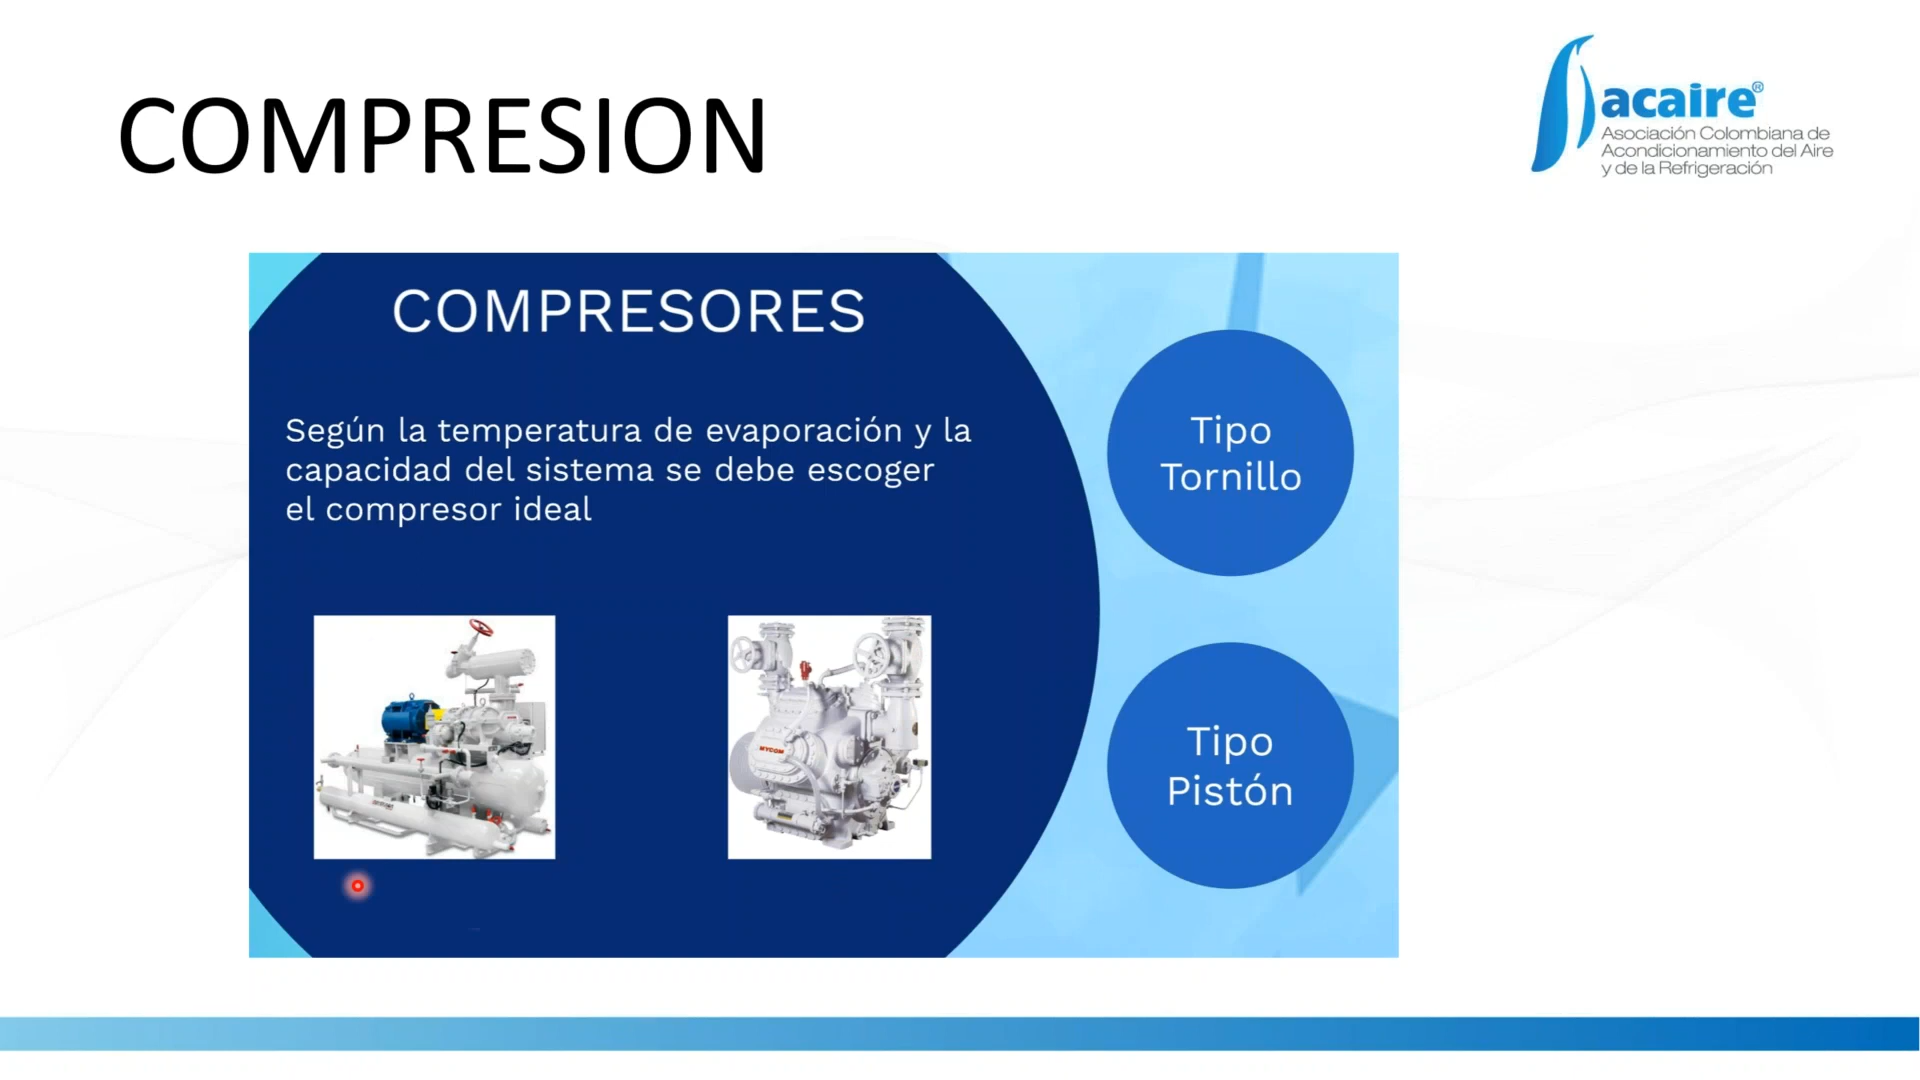 COMPRESION
acaire®
Asociación Colombiana de
Acondicionamiento del Aire
y de la Refrigeración
COMPRESORES
Según la temperatura de evaporación y la
capacidad del sistema se debe escoger
el compresor ideal
Tipo
Tornillo
Tipo
Pistón
MYCOM